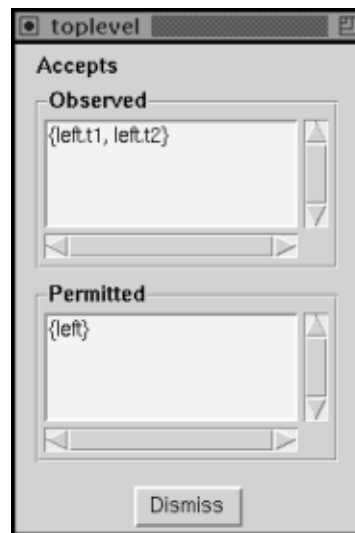 toplevel
Accepts
Observed
{left.t1, left.t2}
Permitted
{left}
Dismiss